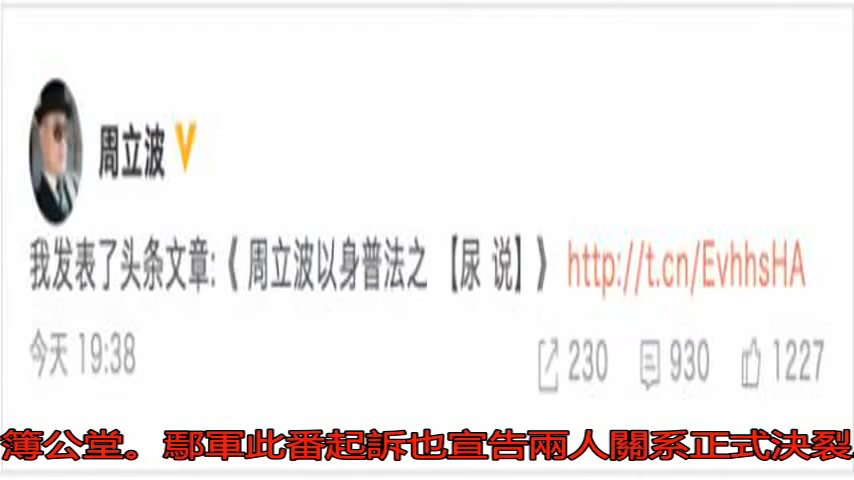 周立波
我发表了头条文章:《周立波以身普法之 【尿 说】》 http://t.cn/EvhhsHA
今天 19:38 230 930 1227
簿公堂。鄢軍此番起訴也宣告兩人關系正式決裂